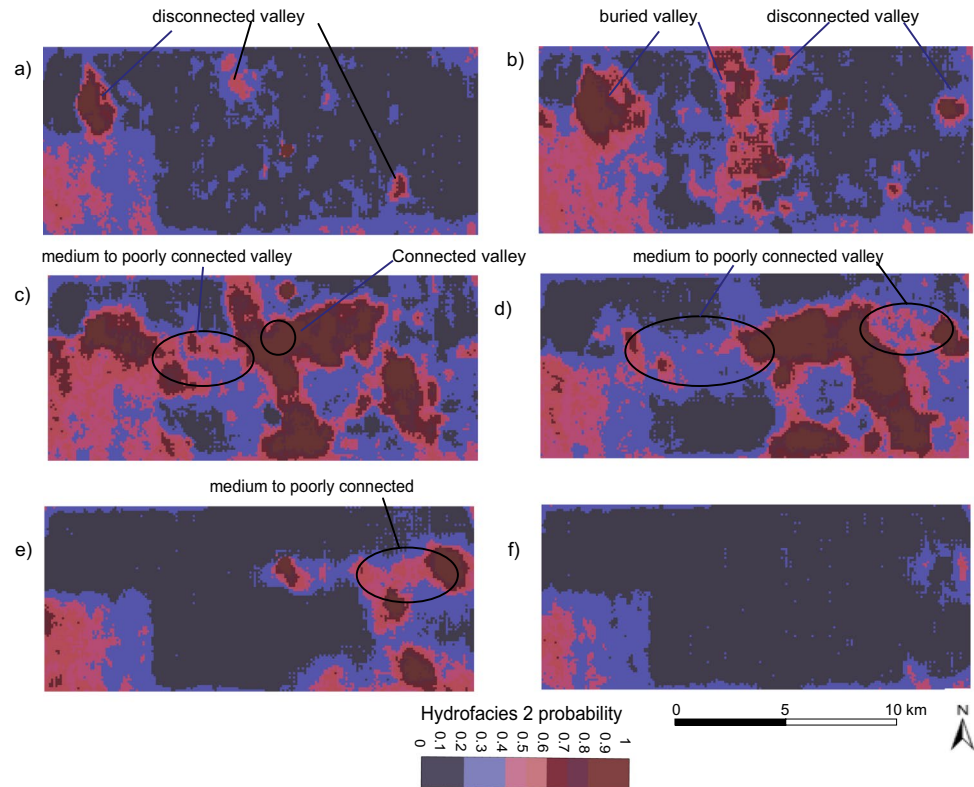 disconnected valley
buried valley
disconnected valley
a)
b)
medium to poorly connected valley
Connected valley
medium to poorly connected valley
c)
d)
medium to poorly connected
e)
f)
Hydrofacies 2 probability
0 0.1 0.2 0.3 0.4 0.5 0.6 0.7 0.8 0.9 1
0 5 10 km
N